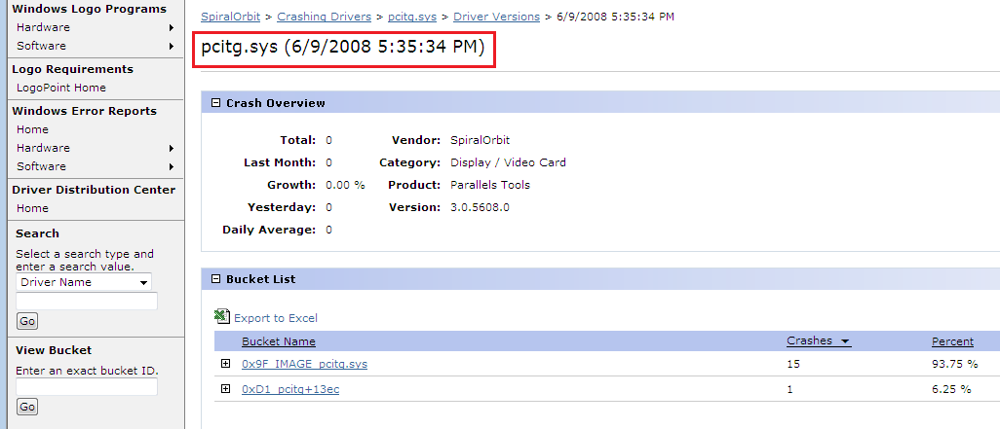 Windows Logo Programs
Hardware
Software
Logo Requirements
LogoPoint Home
Windows Error Reports
Home
Hardware
Software
Driver Distribution Center
Home
Search
Select a search type and
enter a search value.
Driver Name
Go
View Bucket
Enter an exact bucket ID.
Go
SpiralOrbit > Crashing Drivers > pcitg.sys > Driver Versions > 6/9/2008 5:35:34 PM
pcitg.sys (6/9/2008 5:35:34 PM)
Crash Overview
Total: 0 Vendor: SpiralOrbit
Last Month: 0 Category: Display / Video Card
Growth: 0.00 % Product: Parallels Tools
Yesterday: 0 Version: 3.0.5608.0
Daily Average: 0
Bucket List
Export to Excel
Bucket Name Crashes Percent
0x9F_IMAGE_pcitg.sys 15 93.75 %
0xD1_pcitg+13ec 1 6.25 %